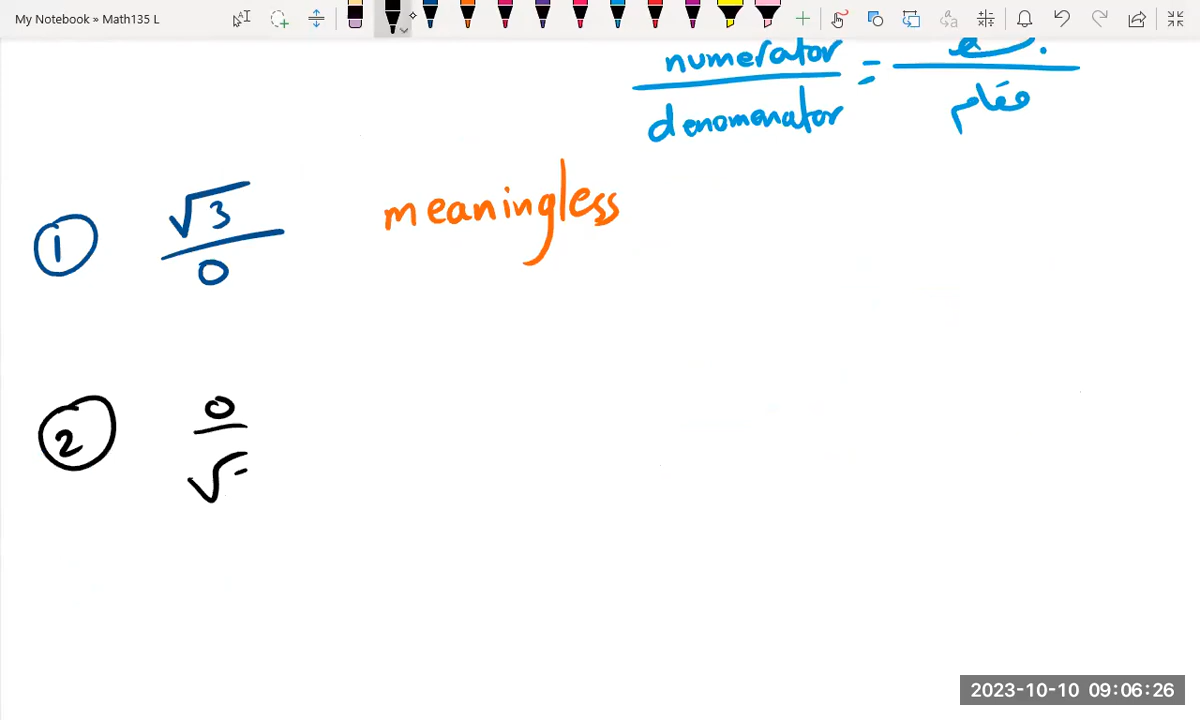 My Notebook » Math135 L
numerator =
denomenator مقام
① √3 meaningless
0
② 0
√-
2023-10-10 09:06:26